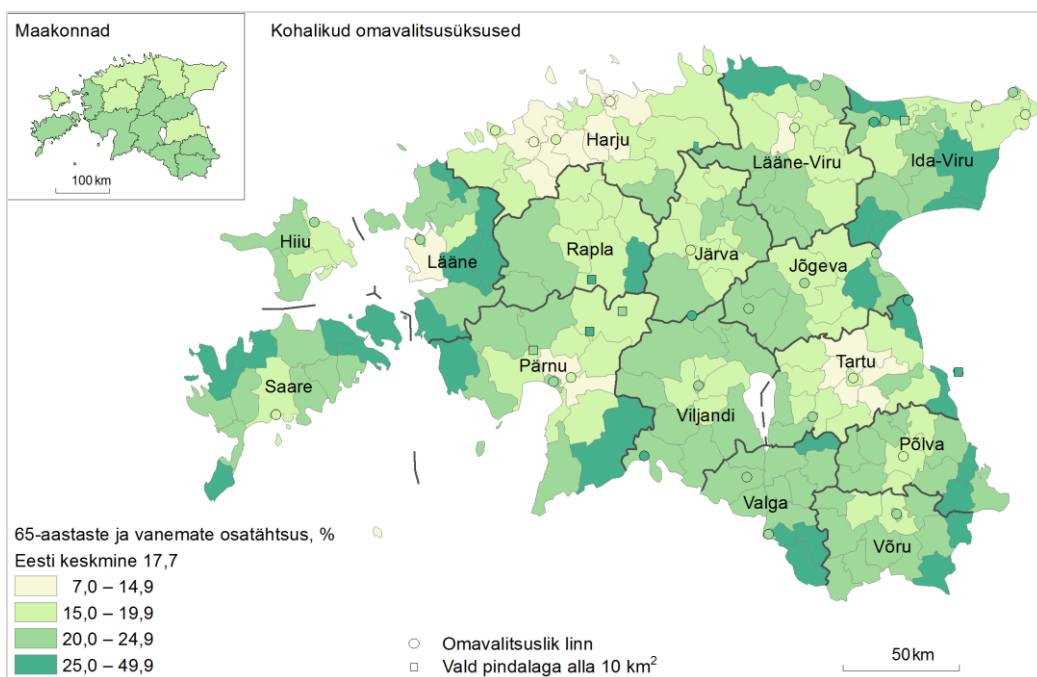 Maakonnad
100 km
Kohalikud omavalitsusüksused
Harju
Lääne-Viru
Ida-Viru
Hiiu
Lääne
Rapla
Järva
Jõgeva
Saare
Pärnu
Viljandi
Tartu
Põlva
Valga
Võru
65-aastaste ja vanemate osatähtsus, %
Eesti keskmine 17,7
7,0 – 14,9
15,0 – 19,9
20,0 – 24,9
25,0 – 49,9
Omavalitsuslik linn
Vald pindalaga alla 10 km²
50 km